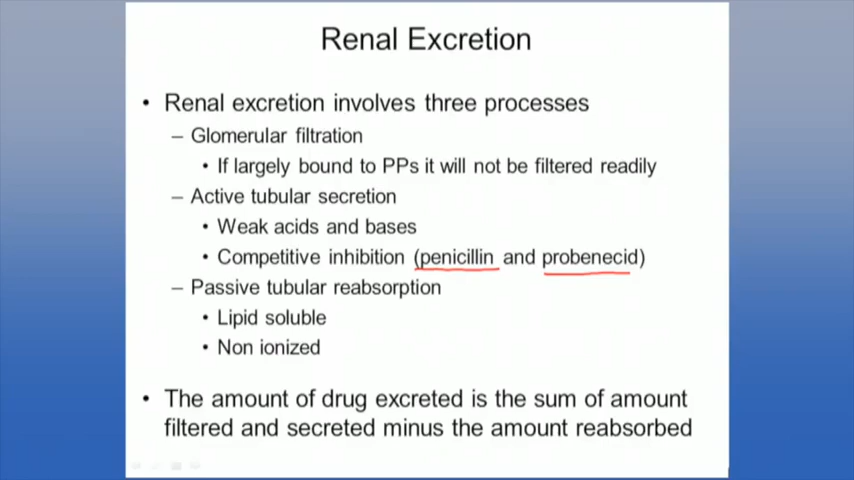 Renal Excretion
• Renal excretion involves three processes
– Glomerular filtration
• If largely bound to PPs it will not be filtered readily
– Active tubular secretion
• Weak acids and bases
• Competitive inhibition (penicillin and probenecid)
– Passive tubular reabsorption
• Lipid soluble
• Non ionized
• The amount of drug excreted is the sum of amount
filtered and secreted minus the amount reabsorbed